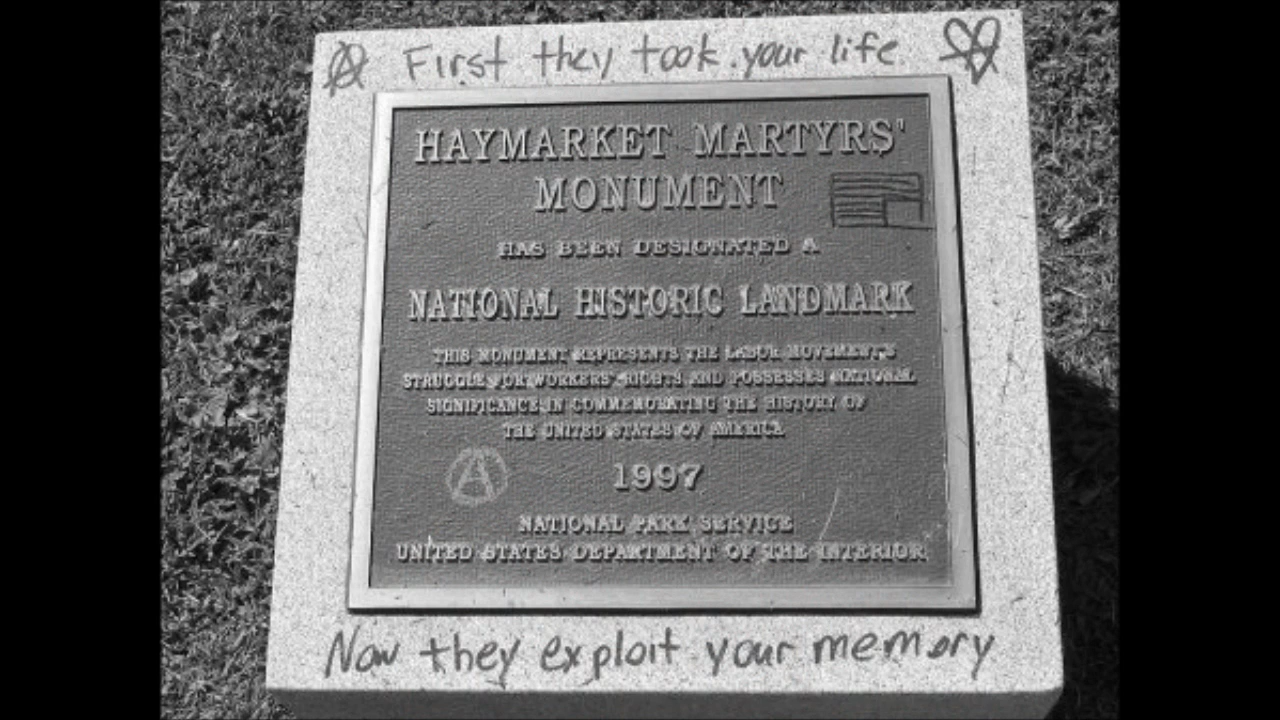 First they took your life
HAYMARKET MARTYRS'
MONUMENT
HAS BEEN DESIGNATED A
NATIONAL HISTORIC LANDMARK
THIS MONUMENT REPRESENTS THE LABOR MOVEMENT'S
STRUGGLE FOR WORKERS' RIGHTS AND POSSESSES NATIONAL
SIGNIFICANCE IN COMMEMORATING THE HISTORY OF
THE UNITED STATES OF AMERICA
1997
NATIONAL PARK SERVICE
UNITED STATES DEPARTMENT OF THE INTERIOR
Now they exploit your memory